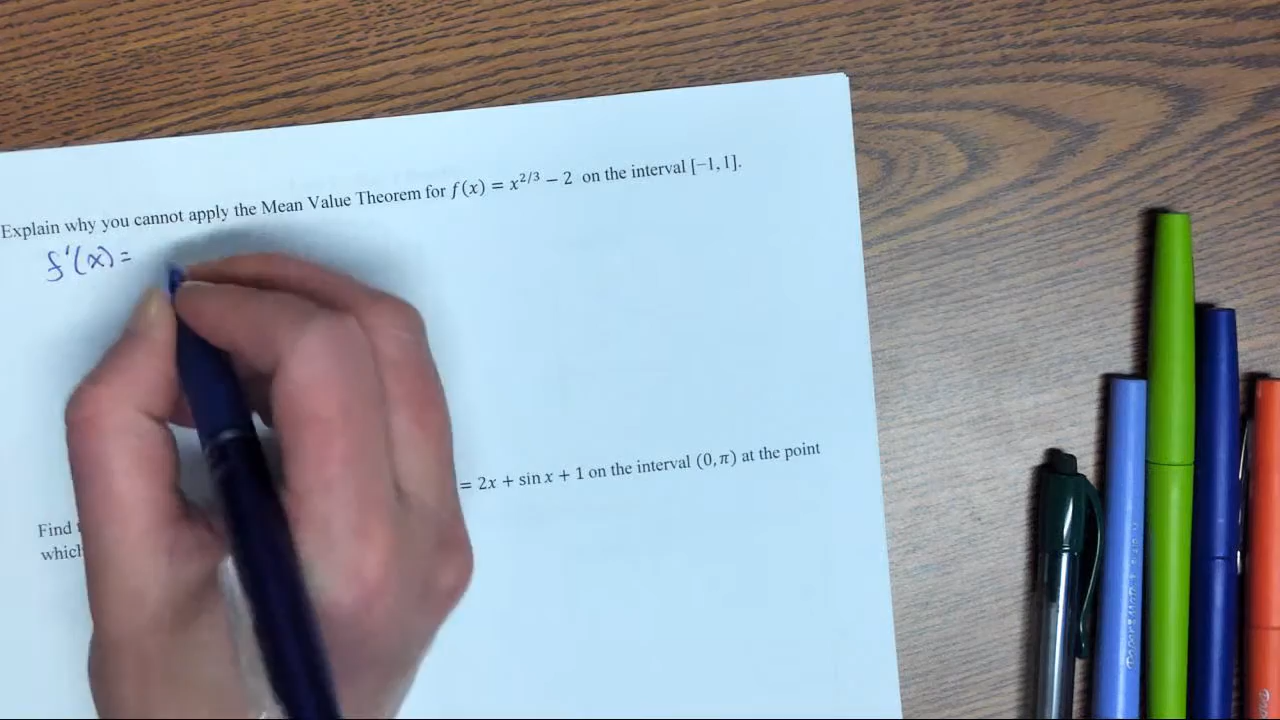 Explain why you cannot apply the Mean Value Theorem for f(x) = x^{2/3} − 2 on the interval [−1, 1].
f'(x) =
= 2x + sin x + 1 on the interval (0, π) at the point
Find
which